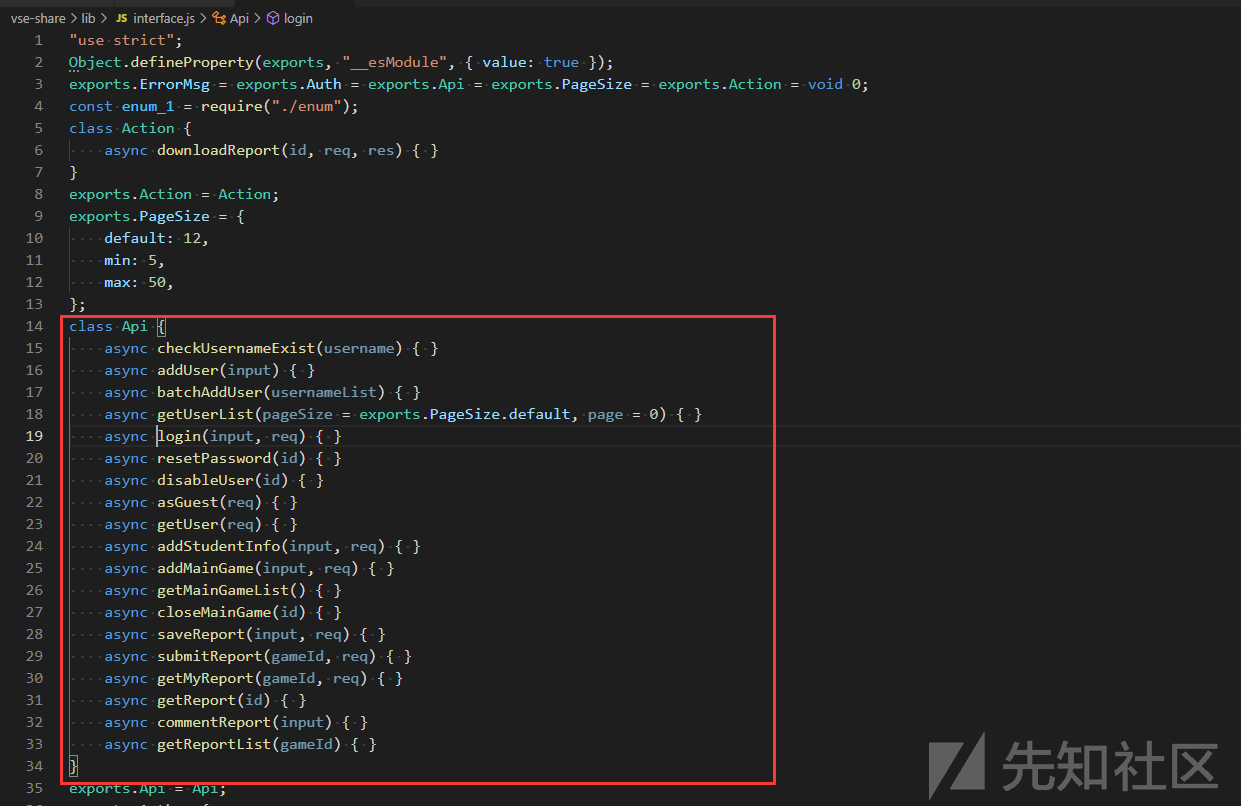 vse-share > lib > JS interface.js > Api > login
1 "use strict";
2 Object.defineProperty(exports, "__esModule", { value: true });
3 exports.ErrorMsg = exports.Auth = exports.Api = exports.PageSize = exports.Action = void 0;
4 const enum_1 = require("./enum");
5 class Action {
6 ····async downloadReport(id, req, res) { }
7 }
8 exports.Action = Action;
9 exports.PageSize = {
10 ····default: 12,
11 ····min: 5,
12 ····max: 50,
13 };
14 class Api {
15 ····async checkUsernameExist(username) { }
16 ····async addUser(input) { }
17 ····async batchAddUser(usernameList) { }
18 ····async getUserList(pageSize = exports.PageSize.default, page = 0) { }
19 ····async login(input, req) { }
20 ····async resetPassword(id) { }
21 ····async disableUser(id) { }
22 ····async asGuest(req) { }
23 ····async getUser(req) { }
24 ····async addStudentInfo(input, req) { }
25 ····async addMainGame(input, req) { }
26 ····async getMainGameList() { }
27 ····async closeMainGame(id) { }
28 ····async saveReport(input, req) { }
29 ····async submitReport(gameId, req) { }
30 ····async getMyReport(gameId, req) { }
31 ····async getReport(id) { }
32 ····async commentReport(input) { }
33 ····async getReportList(gameId) { }
34 }
35 exports.Api = Api;
先知社区